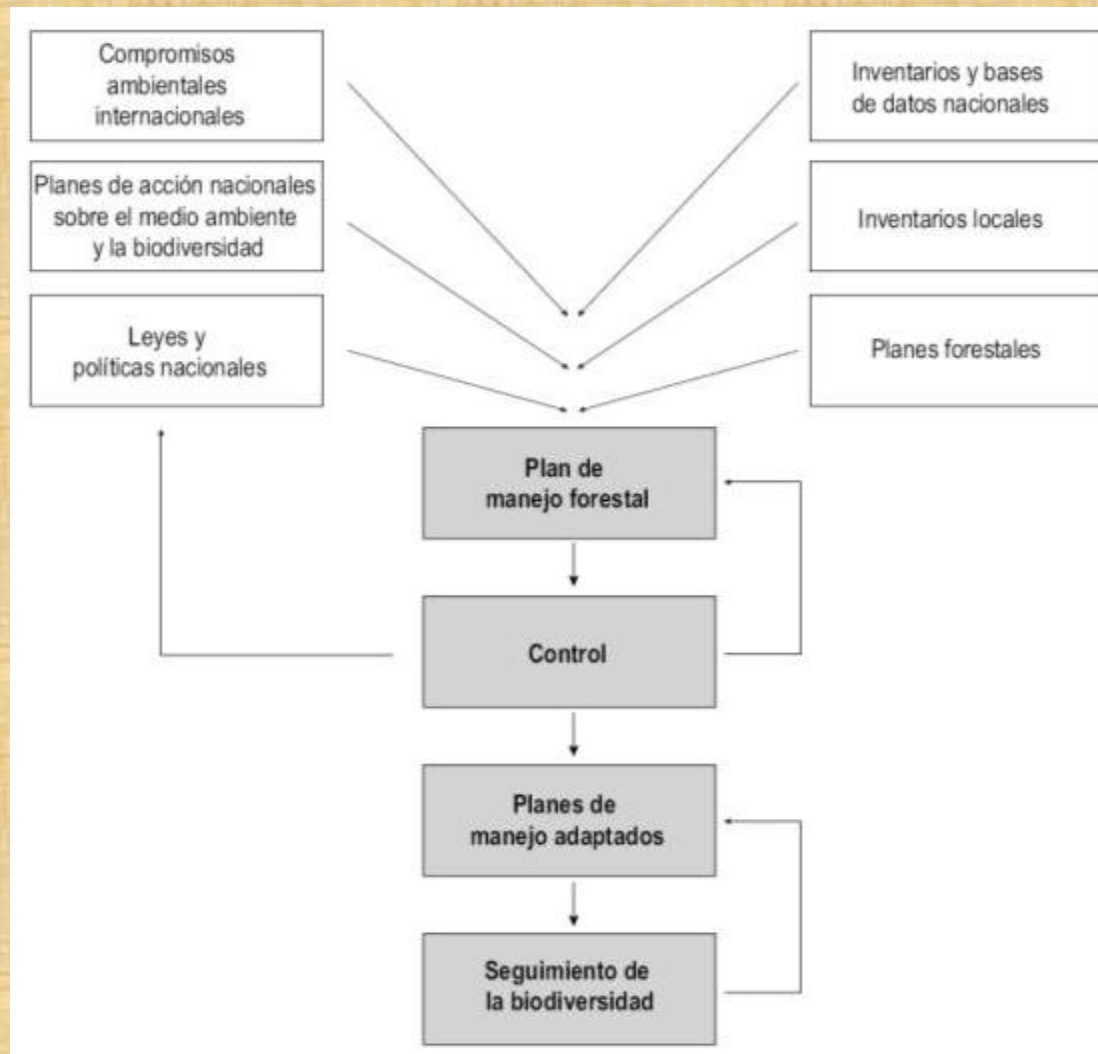 Compromisos
ambientales
internacionales
Planes de acción nacionales
sobre el medio ambiente
y la biodiversidad
Leyes y
políticas nacionales
Inventarios y bases
de datos nacionales
Inventarios locales
Planes forestales
Plan de
manejo forestal
Control
Planes de
manejo adaptados
Seguimiento de
la biodiversidad